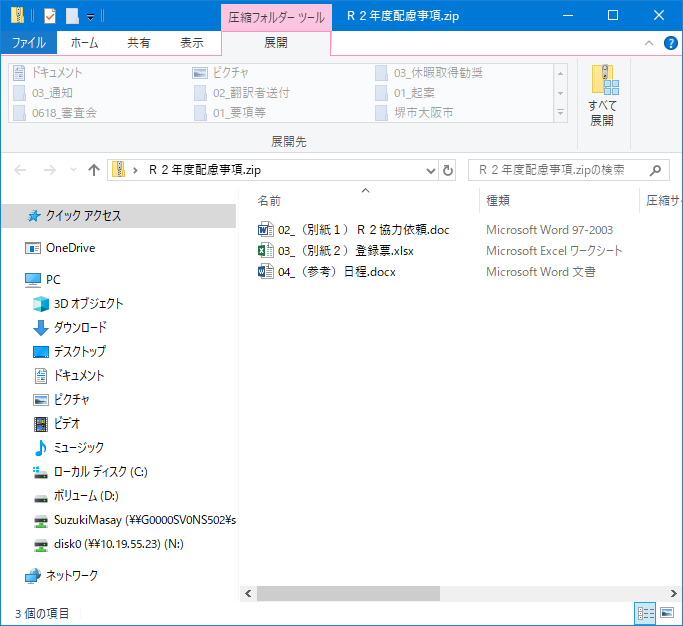 圧縮フォルダー ツール
Ｒ２年度配慮事項.zip
ファイル
ホーム
共有
表示
展開
ドキュメント
ピクチャ
03_休暇取得勧奨
03_通知
02_翻訳者送付
01_起案
0618_審査会
01_要項等
堺市大阪市
展開先
すべて
展開
Ｒ２年度配慮事項.zip
Ｒ２年度配慮事項.zipの検索
名前
種類
圧縮サ
クイック アクセス
OneDrive
PC
3D オブジェクト
ダウンロード
デスクトップ
ドキュメント
ピクチャ
ビデオ
ミュージック
ローカル ディスク (C:)
ボリューム (D:)
SuzukiMasay (¥¥G0000SV0NS502¥s
disk0 (¥¥10.19.55.23) (N:)
ネットワーク
02_（別紙１）Ｒ２協力依頼.doc
Microsoft Word 97-2003
03_（別紙２）登録票.xlsx
Microsoft Excel ワークシート
04_（参考）日程.docx
Microsoft Word 文書
3 個の項目